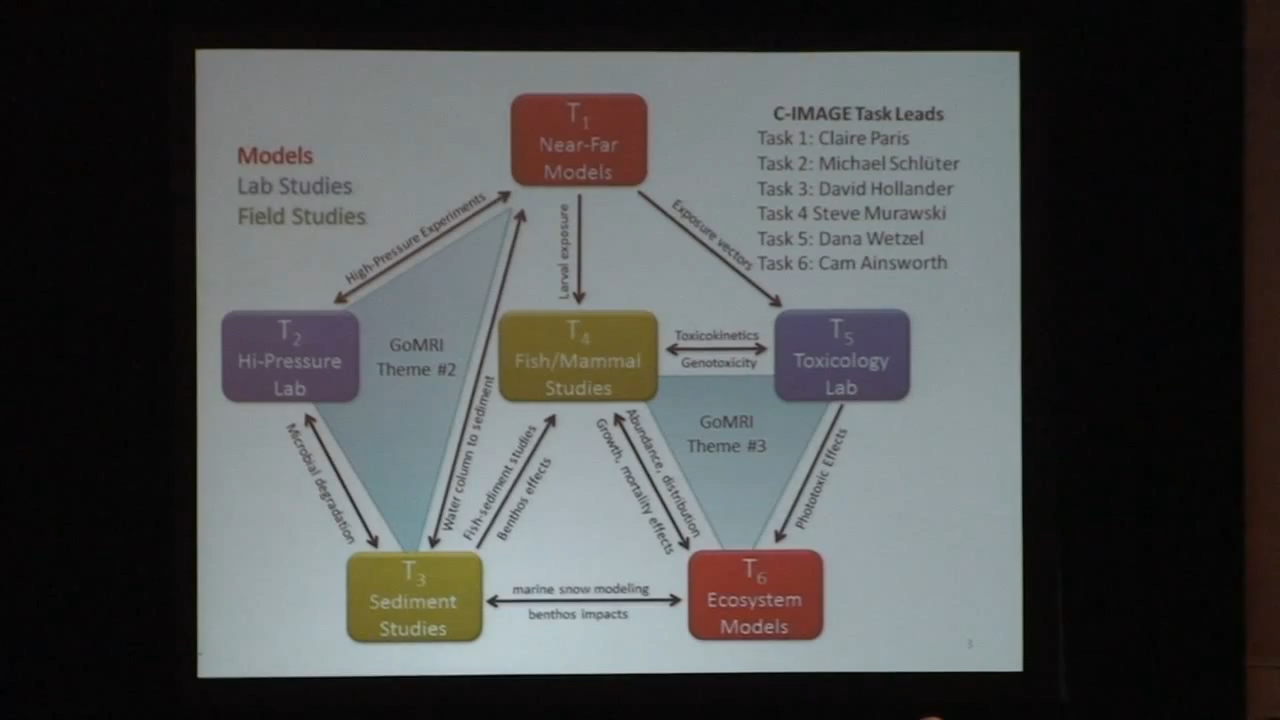 T1
Near-Far
Models
C-IMAGE Task Leads
Task 1: Claire Paris
Task 2: Michael Schlüter
Task 3: David Hollander
Task 4 Steve Murawski
Task 5: Dana Wetzel
Task 6: Cam Ainsworth
Models
Lab Studies
Field Studies
High-Pressure Experiments
Larval exposure
Exposure vectors
T2
Hi-Pressure
Lab
GoMRI
Theme #2
T4
Fish/Mammal
Studies
Toxicokinetics
Genotoxicity
T5
Toxicology
Lab
Microbial degradation
Water column to sediment
Fish-sediment studies
Benthos effects
Abundance, distribution
Growth, mortality effects
GoMRI
Theme #3
Phototoxic Effects
T3
Sediment
Studies
marine snow modeling
benthos impacts
T6
Ecosystem
Models
3